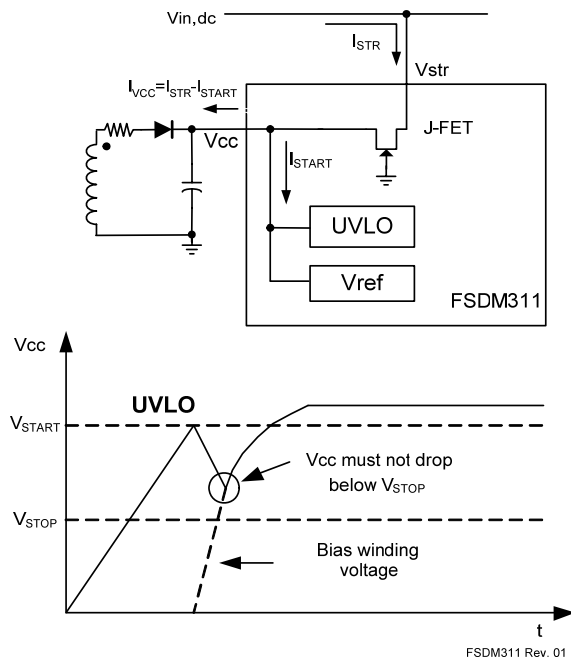 Vin,dc
ISTR
Vstr
IVCC=ISTR-ISTART
J-FET
Vcc
ISTART
UVLO
Vref
FSDM311
Vcc
UVLO
VSTART
Vcc must not drop
below VSTOP
VSTOP
Bias winding
voltage
t
FSDM311 Rev. 01